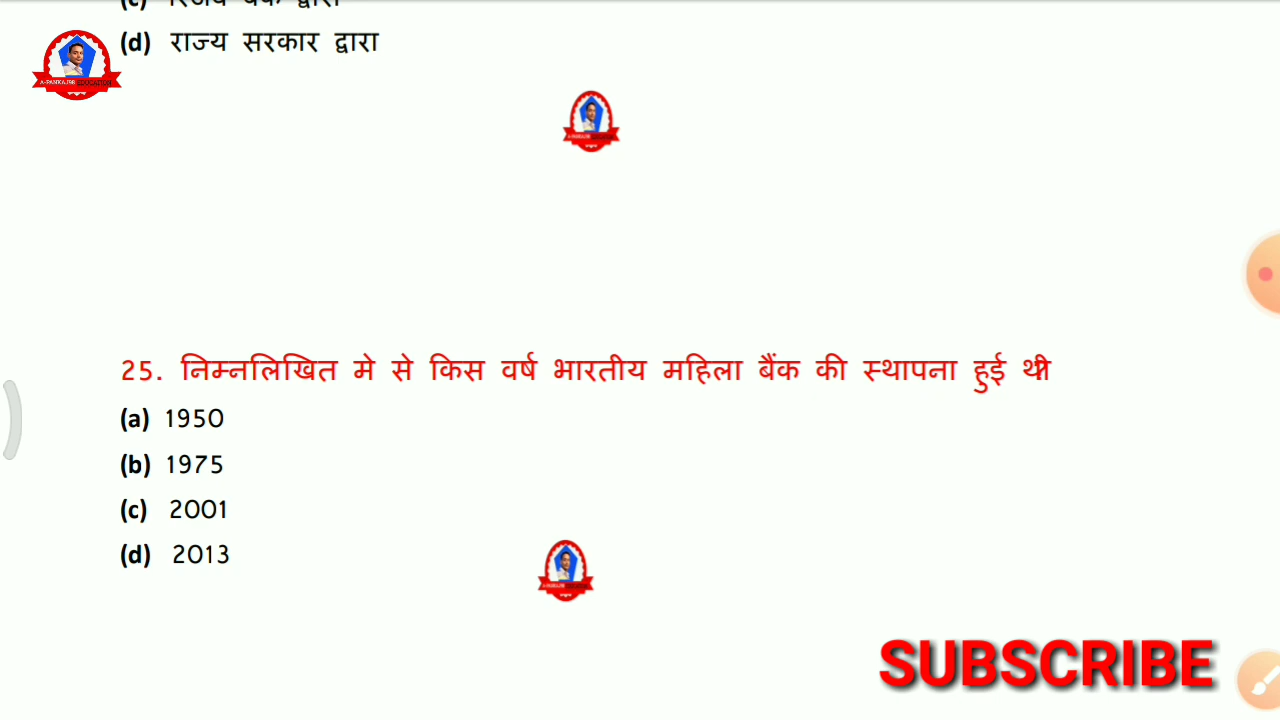 (d) राज्य सरकार द्वारा
25. निम्नलिखित मे से किस वर्ष भारतीय महिला बैंक की स्थापना हुई थी
(a) 1950
(b) 1975
(c) 2001
(d) 2013
SUBSCRIBE